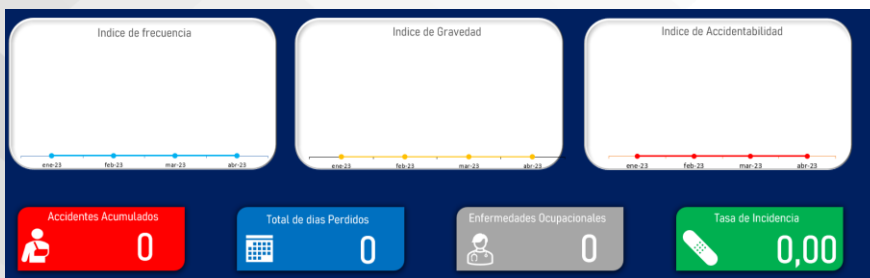 Indice de frecuencia
ene-23 feb-23 mar-23 abr-23
Indice de Gravedad
ene-23 feb-23 mar-23 abr-23
Indice de Accidentabilidad
ene-23 feb-23 mar-23 abr-23
Accidentes Acumulados
0
Total de dias Perdidos
0
Enfermedades Ocupacionales
0
Tasa de Incidencia
0,00